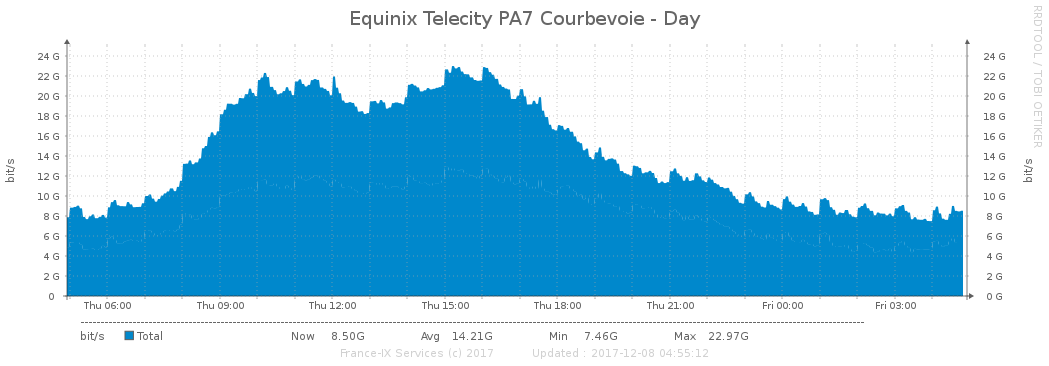 Equinix Telecity PA7 Courbevoie - Day
RRDTOOL / TOBI OETIKER
bit/s
24 G
22 G
20 G
18 G
16 G
14 G
12 G
10 G
8 G
6 G
4 G
2 G
0
24 G
22 G
20 G
18 G
16 G
14 G
12 G
10 G
8 G
6 G
4 G
2 G
0 G
bit/s
Thu 06:00 Thu 09:00 Thu 12:00 Thu 15:00 Thu 18:00 Thu 21:00 Fri 00:00 Fri 03:00
bit/s Total Now 8.50G Avg 14.21G Min 7.46G Max 22.97G
France-IX Services (c) 2017 Updated : 2017-12-08 04:55:12